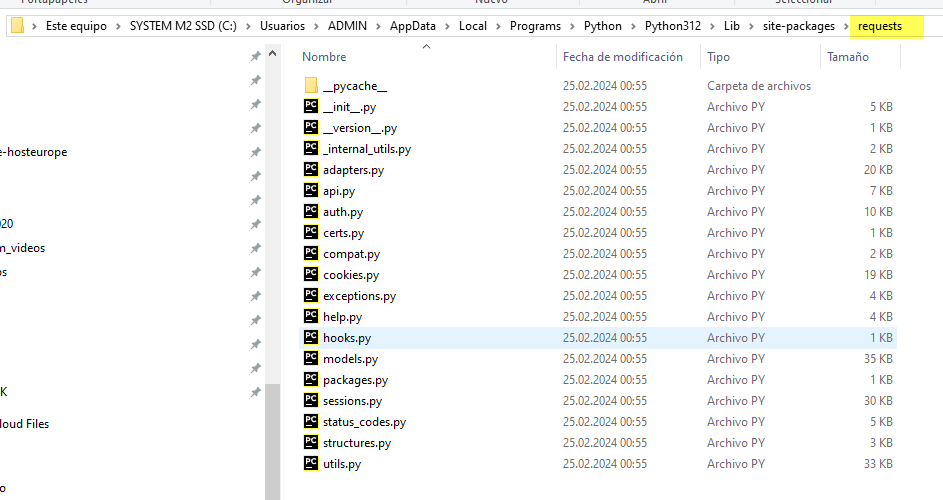 Portapapeles Organizar Nuevo Abrir Seleccionar
Este equipo > SYSTEM M2 SSD (C:) > Usuarios > ADMIN > AppData > Local > Programs > Python > Python312 > Lib > site-packages > requests
Nombre Fecha de modificación Tipo Tamaño
__pycache__ 25.02.2024 00:55 Carpeta de archivos
__init__.py 25.02.2024 00:55 Archivo PY 5 KB
__version__.py 25.02.2024 00:55 Archivo PY 1 KB
_internal_utils.py 25.02.2024 00:55 Archivo PY 2 KB
e-hosteurope
adapters.py 25.02.2024 00:55 Archivo PY 20 KB
api.py 25.02.2024 00:55 Archivo PY 7 KB
auth.py 25.02.2024 00:55 Archivo PY 10 KB
020
certs.py 25.02.2024 00:55 Archivo PY 1 KB
m_videos
compat.py 25.02.2024 00:55 Archivo PY 2 KB
os
cookies.py 25.02.2024 00:55 Archivo PY 19 KB
exceptions.py 25.02.2024 00:55 Archivo PY 4 KB
help.py 25.02.2024 00:55 Archivo PY 4 KB
hooks.py 25.02.2024 00:55 Archivo PY 1 KB
models.py 25.02.2024 00:55 Archivo PY 35 KB
packages.py 25.02.2024 00:55 Archivo PY 1 KB
K
sessions.py 25.02.2024 00:55 Archivo PY 30 KB
status_codes.py 25.02.2024 00:55 Archivo PY 5 KB
loud Files
structures.py 25.02.2024 00:55 Archivo PY 3 KB
utils.py 25.02.2024 00:55 Archivo PY 33 KB
o